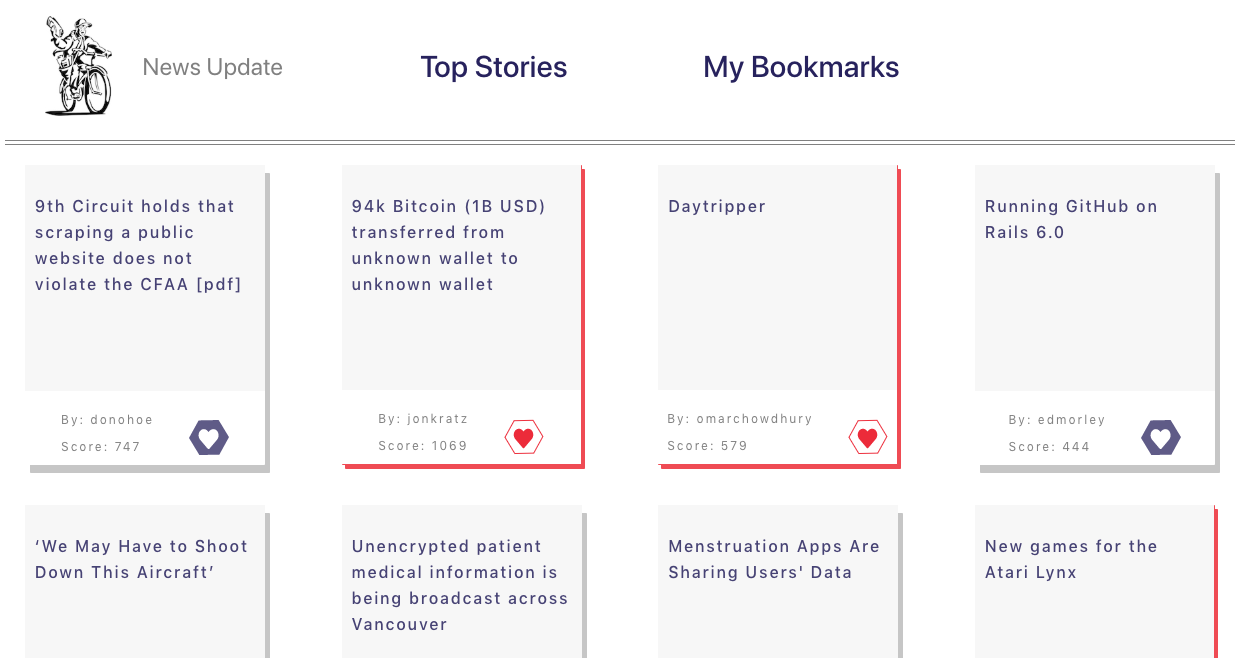 News Update
Top Stories
My Bookmarks
9th Circuit holds that
scraping a public
website does not
violate the CFAA [pdf]
By: donohoe
Score: 747
94k Bitcoin (1B USD)
transferred from
unknown wallet to
unknown wallet
By: jonkratz
Score: 1069
Daytripper
By: omarchowdhury
Score: 579
Running GitHub on
Rails 6.0
By: edmorley
Score: 444
‘We May Have to Shoot
Down This Aircraft’
Unencrypted patient
medical information is
being broadcast across
Vancouver
Menstruation Apps Are
Sharing Users' Data
New games for the
Atari Lynx